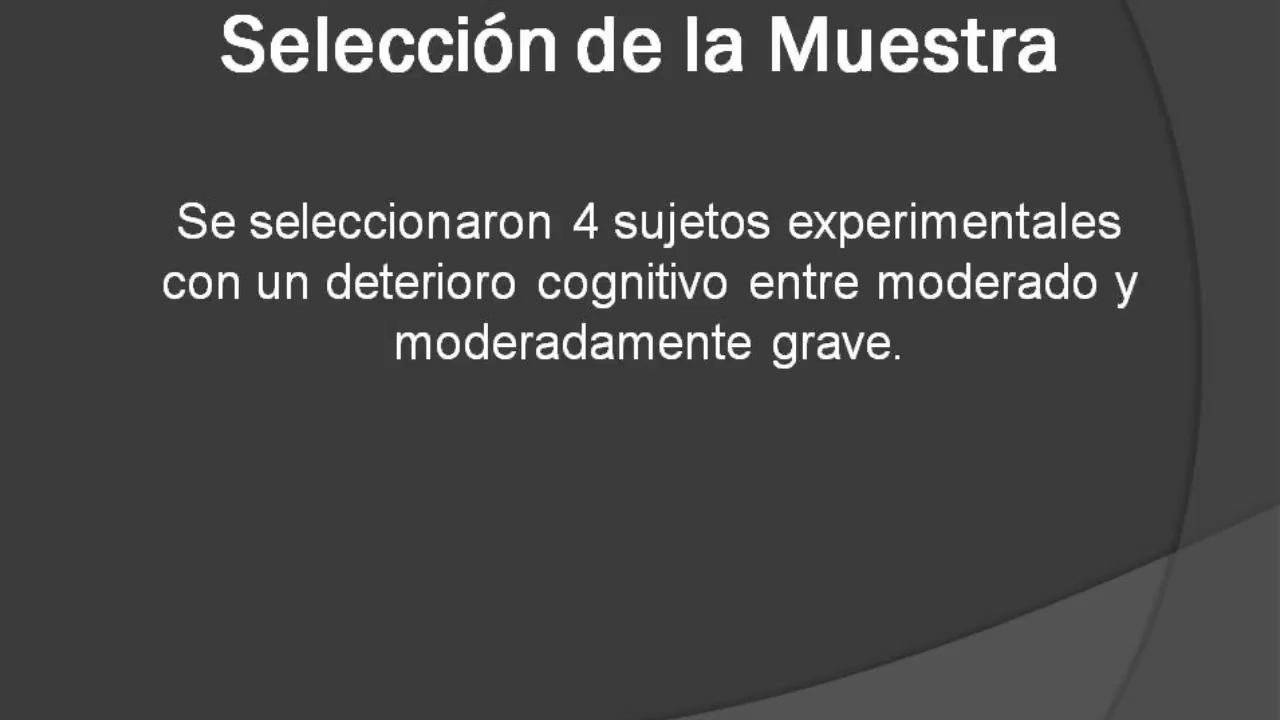 Selección de la Muestra
Se seleccionaron 4 sujetos experimentales
con un deterioro cognitivo entre moderado y
moderadamente grave.